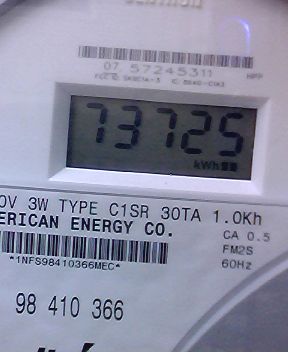 07 57245311
73725
kWh
0V 3W TYPE C1SR 30TA 1.0Kh
ERICAN ENERGY CO.
CA 0.5
FM2S
60Hz
*1NFS98410366MEC*
98 410 366